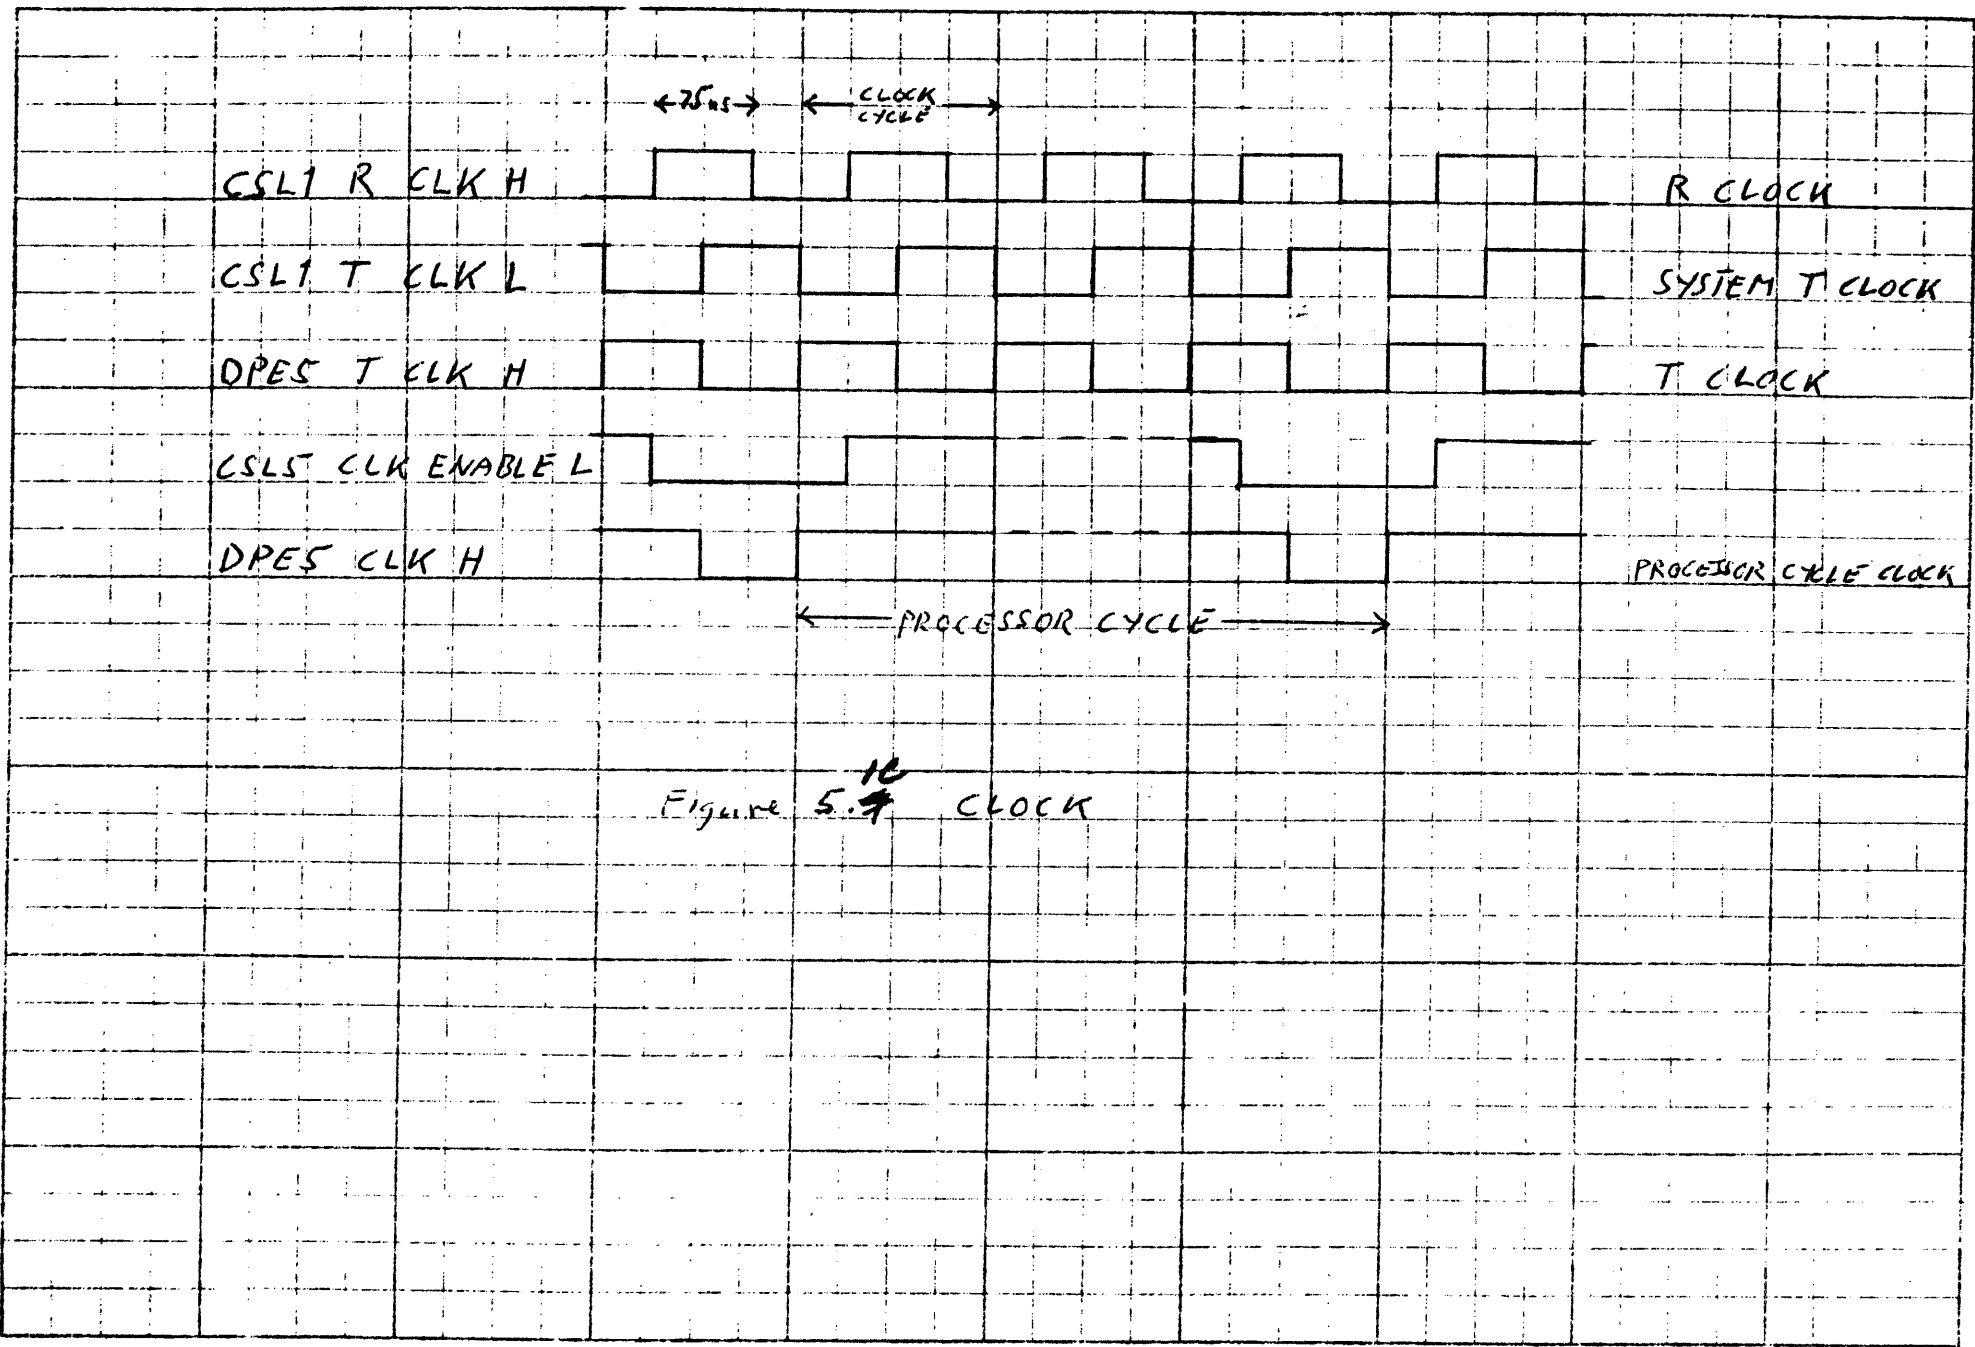 ←75ns→
CLOCK
CYCLE
CSL1 R CLK H
R CLOCK
CSL1 T CLK L
SYSTEM T CLOCK
DPE5 T CLK H
T CLOCK
CSL5 CLK ENABLE L
DPE5 CLK H
PROCESSOR CYCLE CLOCK
PROCESSOR CYCLE
Figure 5. CLOCK